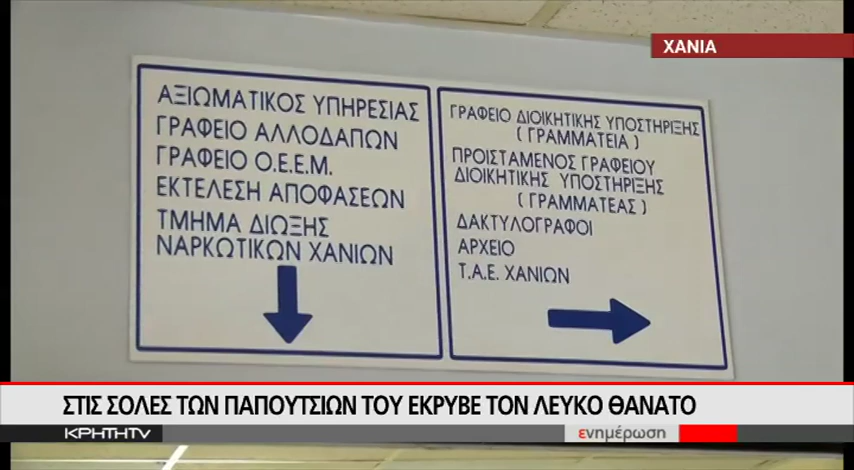 ΧΑΝΙΑ
ΑΞΙΩΜΑΤΙΚΟΣ ΥΠΗΡΕΣΙΑΣ
ΓΡΑΦΕΙΟ ΑΛΛΟΔΑΠΩΝ
ΓΡΑΦΕΙΟ Ο.Ε.Ε.Μ.
ΕΚΤΕΛΕΣΗ ΑΠΟΦΑΣΕΩΝ
ΤΜΗΜΑ ΔΙΩΞΗΣ
ΝΑΡΚΩΤΙΚΩΝ ΧΑΝΙΩΝ
ΓΡΑΦΕΙΟ ΔΙΟΙΚΗΤΙΚΗΣ ΥΠΟΣΤΗΡΙΞΗΣ
( ΓΡΑΜΜΑΤΕΙΑ )
ΠΡΟΙΣΤΑΜΕΝΟΣ ΓΡΑΦΕΙΟΥ
ΔΙΟΙΚΗΤΙΚΗΣ ΥΠΟΣΤΗΡΙΞΗΣ
( ΓΡΑΜΜΑΤΕΑΣ )
ΔΑΚΤΥΛΟΓΡΑΦΟΙ
ΑΡΧΕΙΟ
Τ.Α.Ε. ΧΑΝΙΩΝ
ΣΤΙΣ ΣΟΛΕΣ ΤΩΝ ΠΑΠΟΥΤΣΙΩΝ ΤΟΥ ΕΚΡΥΒΕ ΤΟΝ ΛΕΥΚΟ ΘΑΝΑΤΟ
ΚΡΗΤΗTV
ενημέρωση